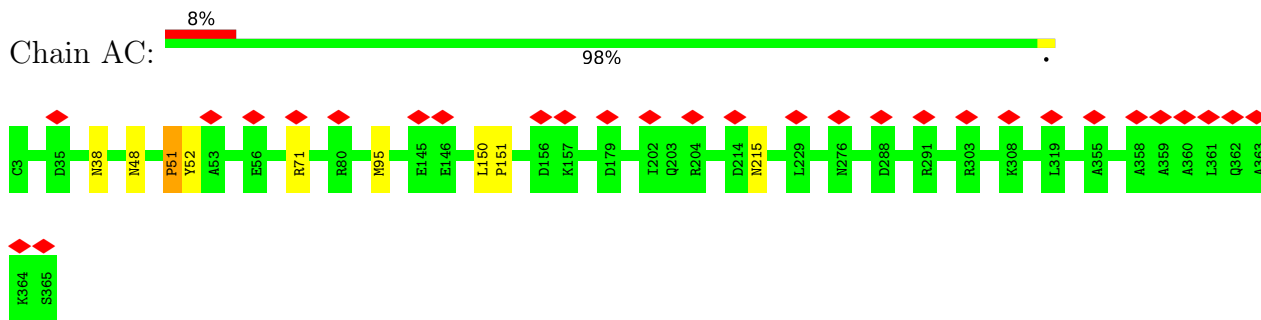 8%
Chain AC:
98% •
C3 D35 N38 N48 P51 Y52 A53 E56 R71 R80 M95 E145 E146 L150 P151 D156 K157 D179 I202 Q203 R204 D214 N215 L229 N276 D288 R291 R303 K308 L319 A355 A358 A359 A360 L361 Q362 A363
K364 S365